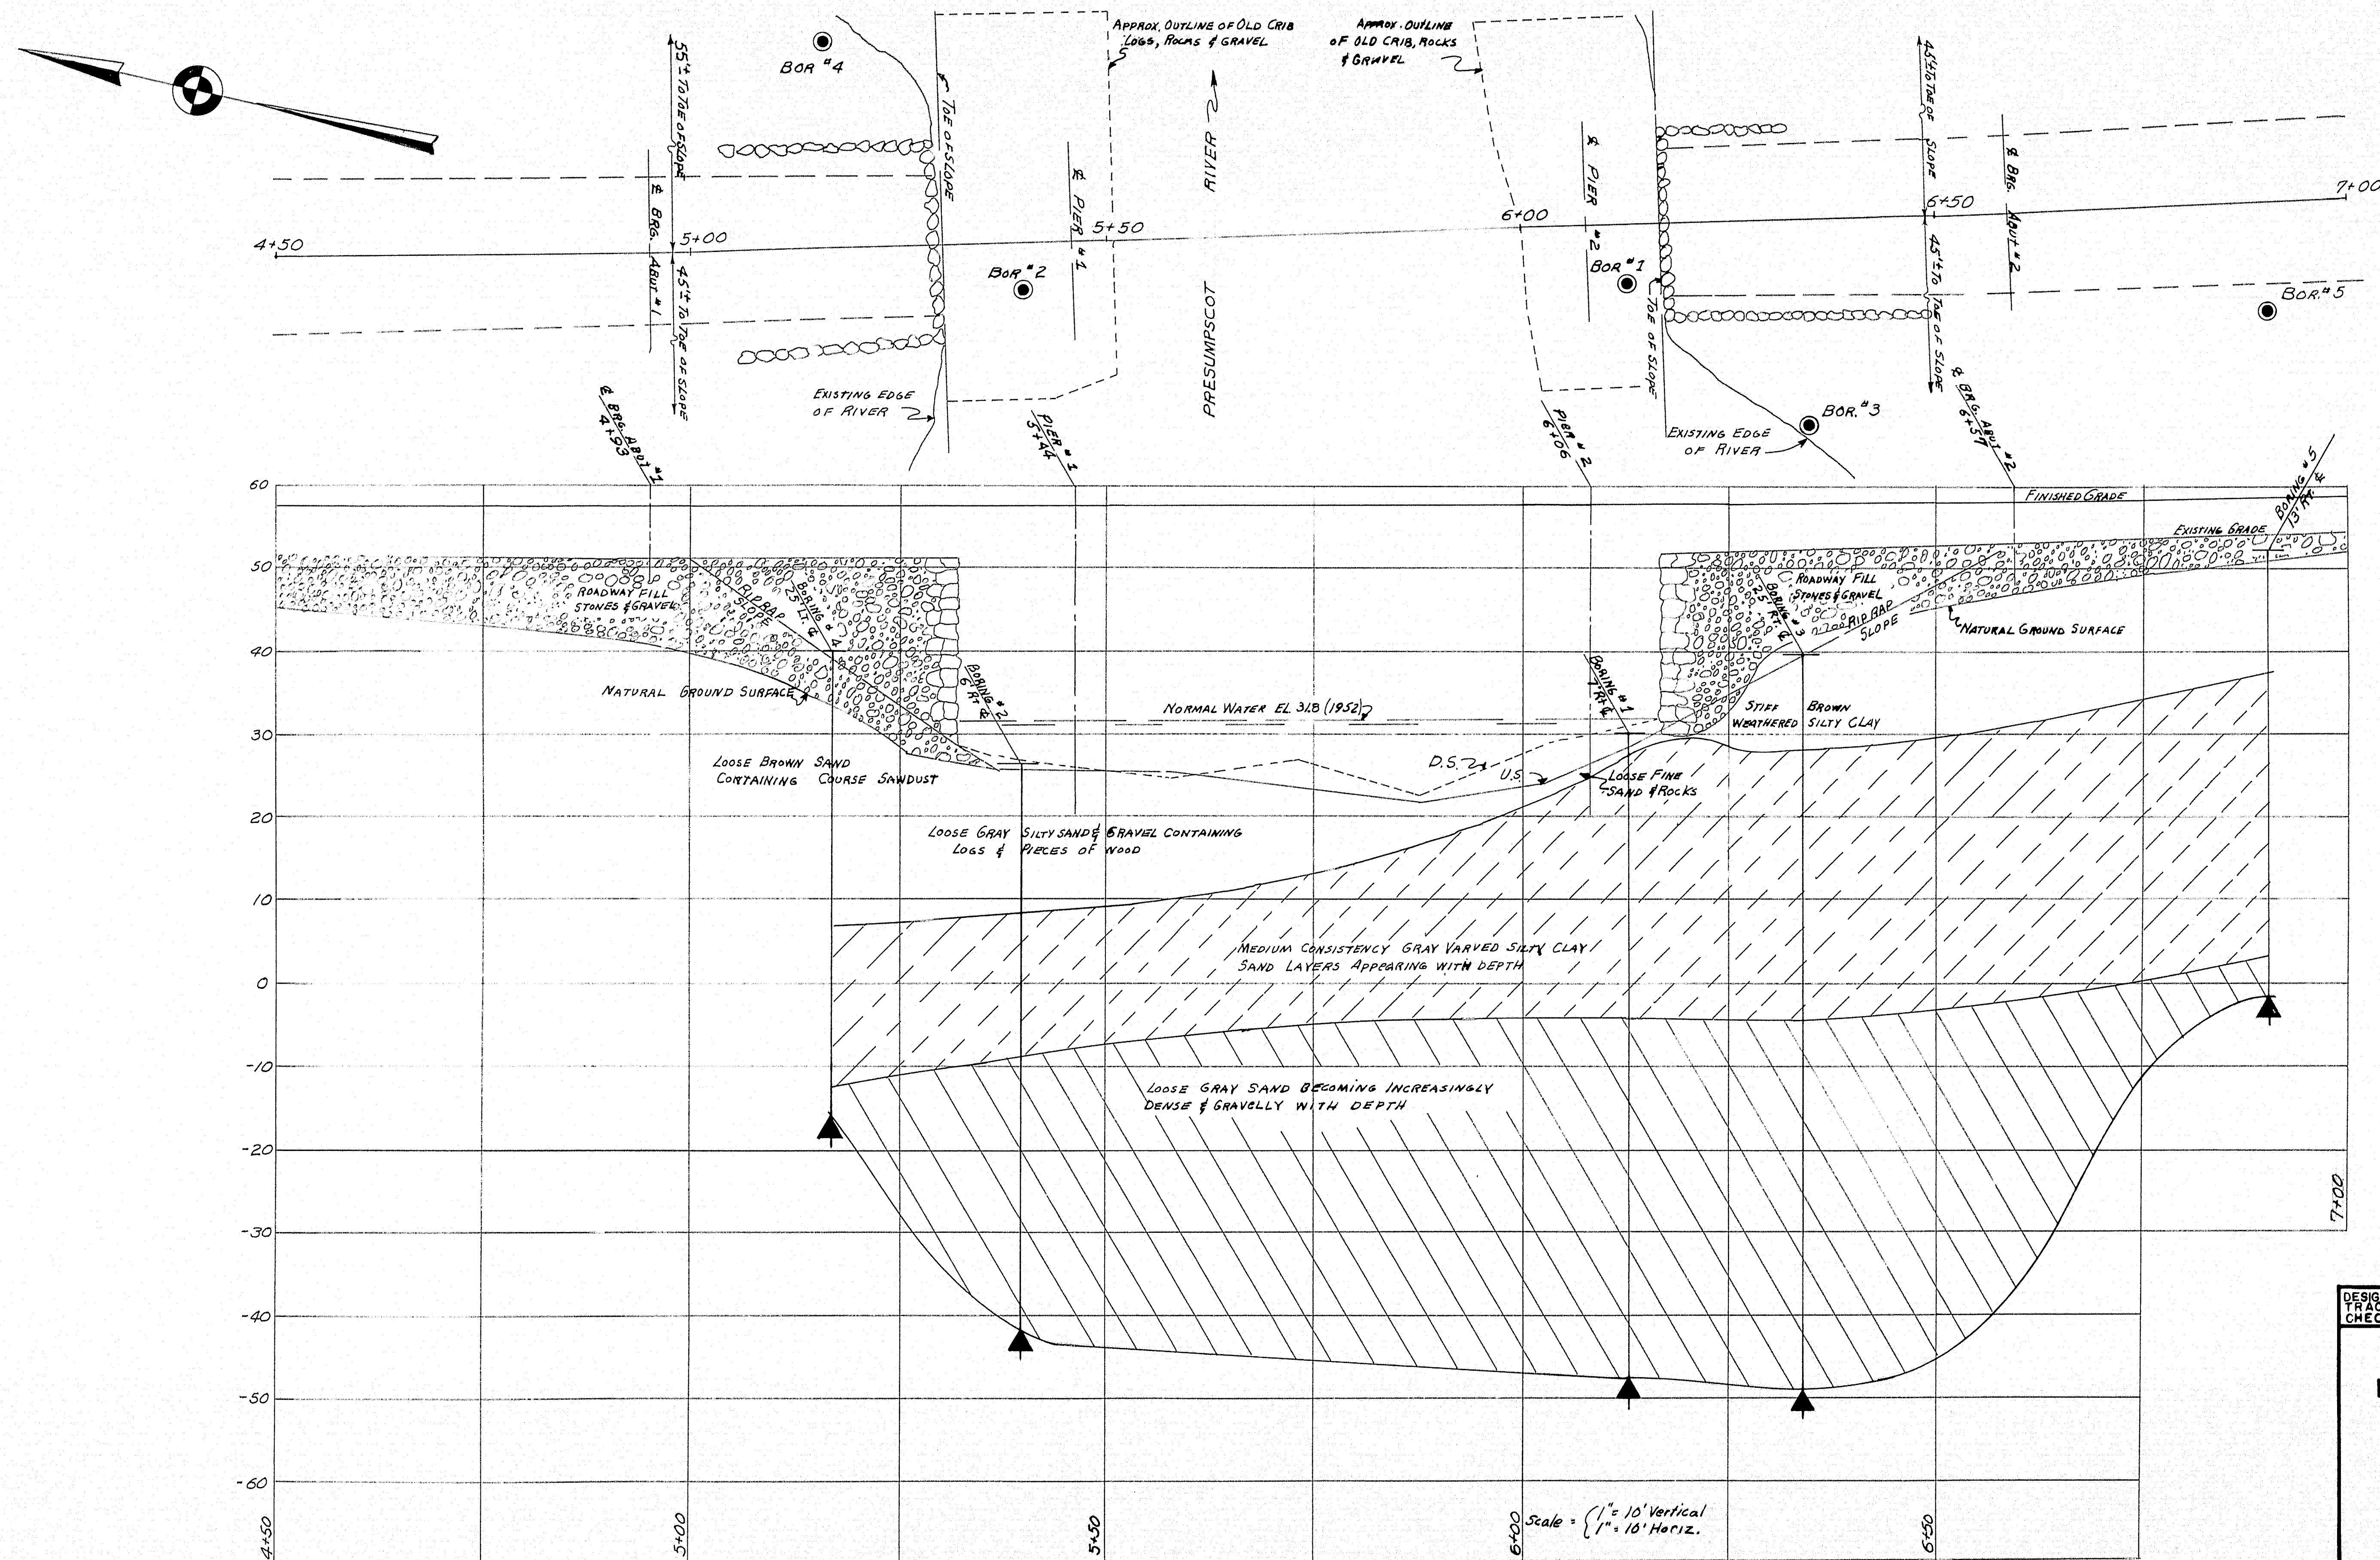 APPROX. OUTLINE OF OLD CRIB
LOGS, ROCKS & GRAVEL
APPROX. OUTLINE
OF OLD CRIB, ROCKS
& GRAVEL
BOR #4
55'± TO TOE OF SLOPE
TOE OF SLOPE
RIVER
45'± TO TOE OF SLOPE
℄ BRG. ABUT #1
℄ PIER #1
℄ PIER #2
℄ BRG. ABUT #2
4+50
5+00
5+50
6+00
6+50
7+00
BOR #2
BOR #1
BOR. #5
45'± TO TOE OF SLOPE
TOE OF SLOPE
45'± TO TOE OF SLOPE
PRESUMPSCOT
EXISTING EDGE
OF RIVER
BOR. #3
EXISTING EDGE
OF RIVER
℄ BRG. ABUT #1
4+93
PIER #1
5+44
PIER #2
6+06
℄ BRG. ABUT #2
6+57
BORING #5
13' RT. ℄
60
FINISHED GRADE
EXISTING GRADE
50
ROADWAY FILL
STONES & GRAVEL
RIPRAP
SLOPE
BORING #4
25' LT. ℄
ROADWAY FILL
STONES & GRAVEL
BORING #3
25' RT ℄
RIPRAP
SLOPE
NATURAL GROUND SURFACE
40
NATURAL GROUND SURFACE
BORING #2
6' RT ℄
BORING #1
7' RT ℄
NORMAL WATER EL 31.8 (1952)
STIFF BROWN
WEATHERED SILTY CLAY
30
LOOSE BROWN SAND
CONTAINING COURSE SAWDUST
D.S.
U.S.
LOOSE FINE
SAND & ROCKS
20
LOOSE GRAY SILTY SAND & GRAVEL CONTAINING
LOGS & PIECES OF WOOD
10
MEDIUM CONSISTENCY GRAY VARVED SILTY CLAY
SAND LAYERS APPEARING WITH DEPTH
0
-10
LOOSE GRAY SAND BECOMING INCREASINGLY
DENSE & GRAVELLY WITH DEPTH
-20
-30
7+00
-40
-50
-60
DESIG
TRAC
CHEC
Scale = { 1" = 10' Vertical
1" = 10' Horiz.
4+50
5+00
5+50
6+00
6+50